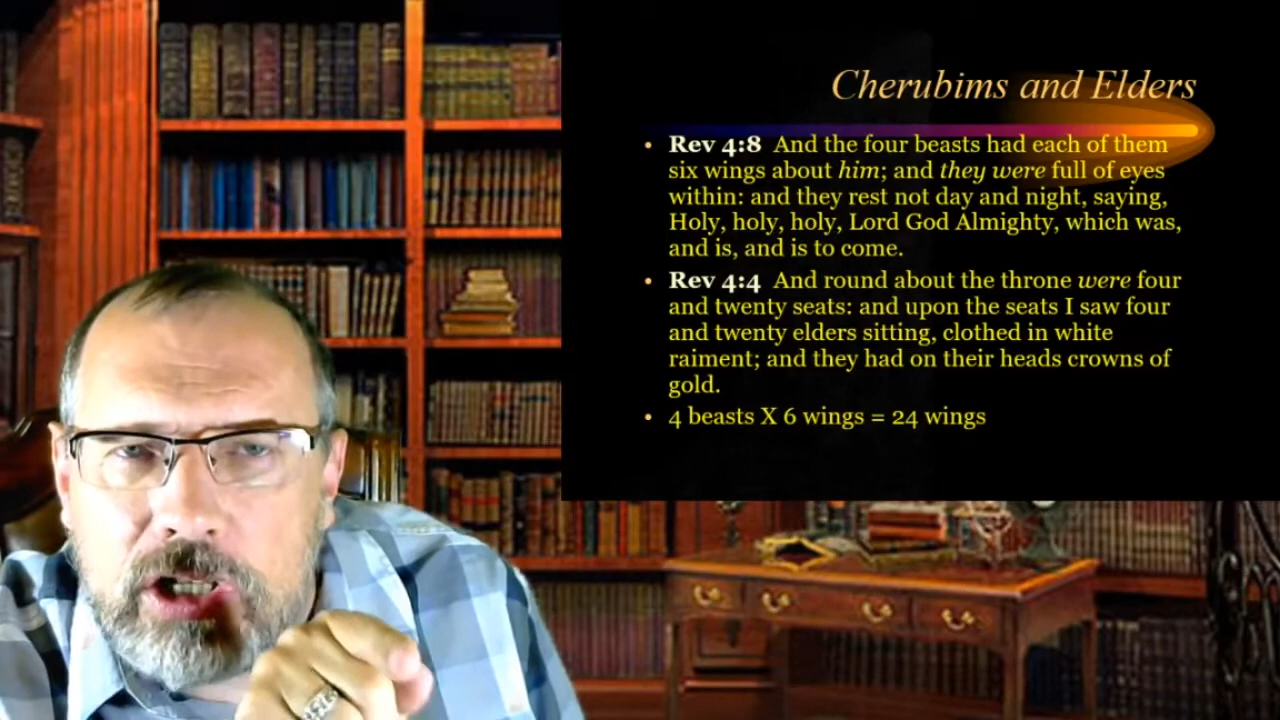 Cherubims and Elders
• Rev 4:8 And the four beasts had each of them
six wings about him; and they were full of eyes
within: and they rest not day and night, saying,
Holy, holy, holy, Lord God Almighty, which was,
and is, and is to come.
• Rev 4:4 And round about the throne were four
and twenty seats: and upon the seats I saw four
and twenty elders sitting, clothed in white
raiment; and they had on their heads crowns of
gold.
• 4 beasts X 6 wings = 24 wings